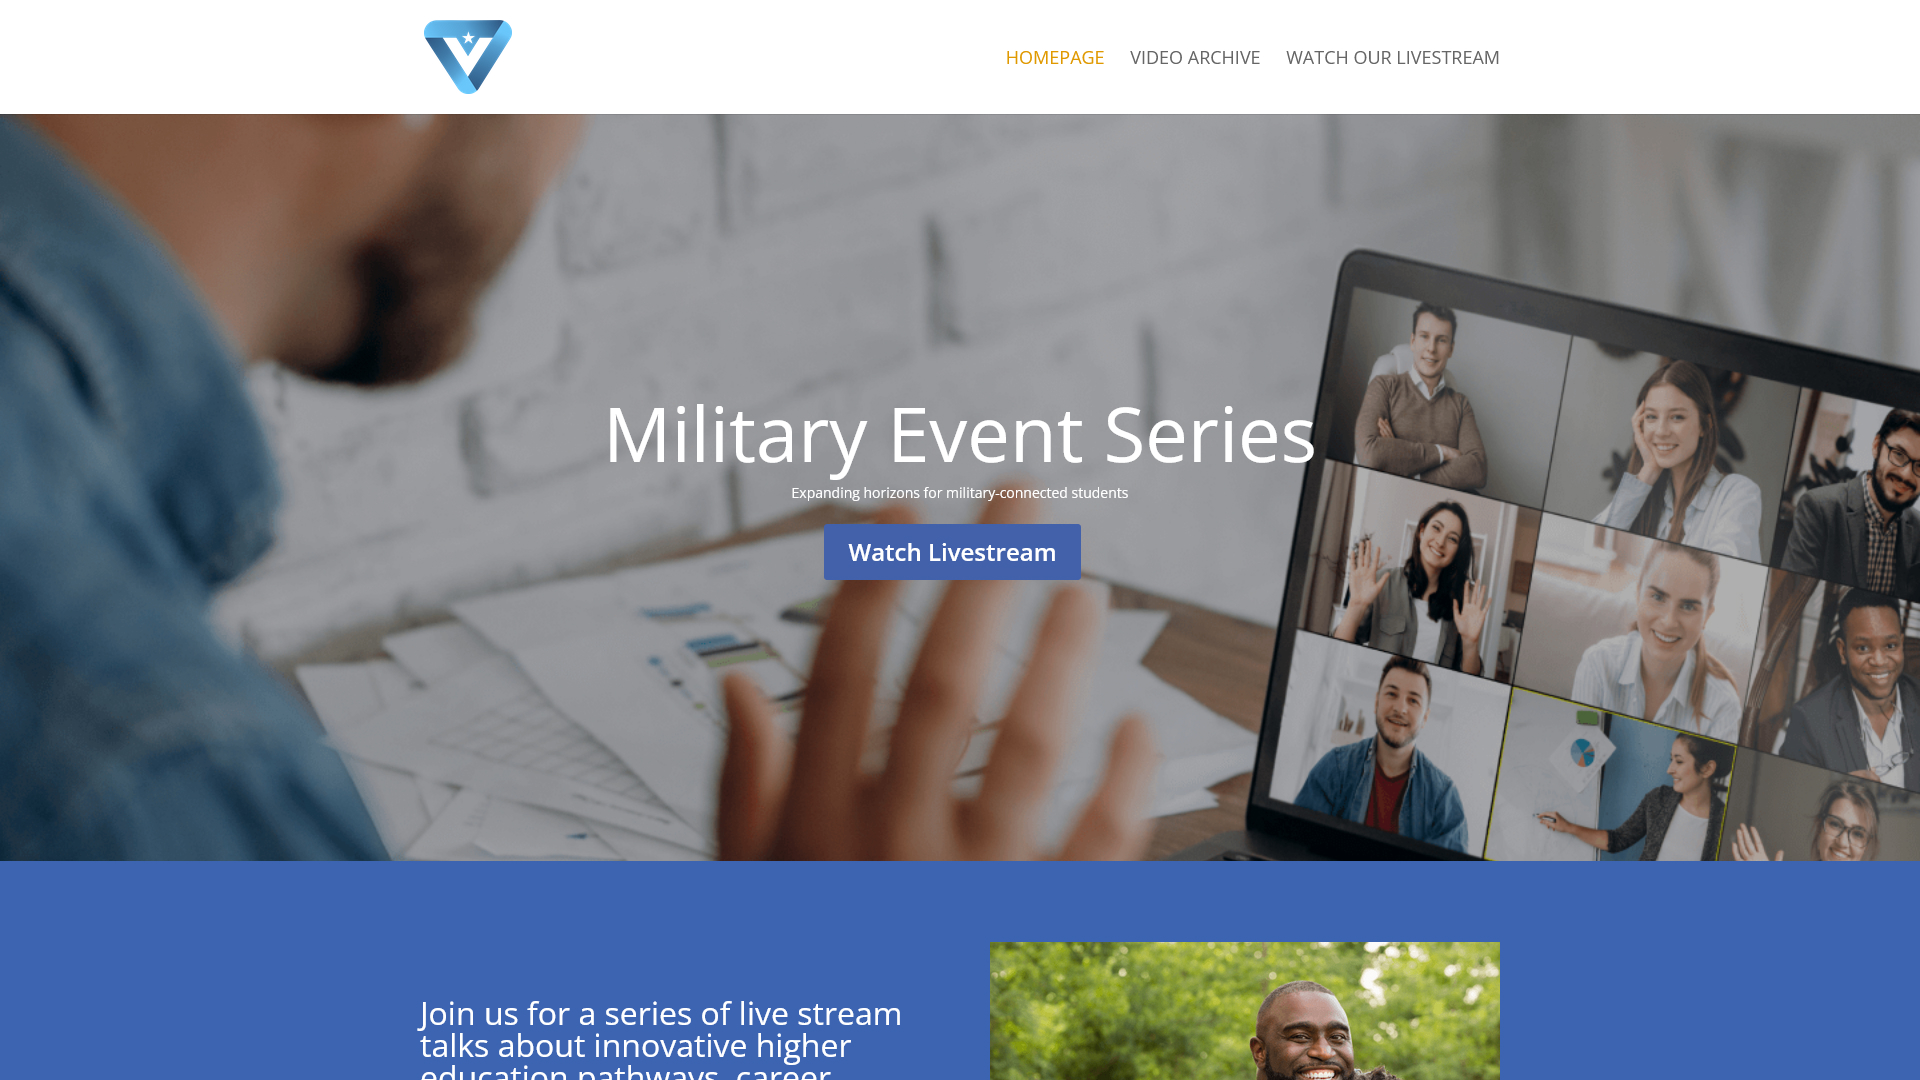 HOMEPAGE VIDEO ARCHIVE WATCH OUR LIVESTREAM
Military Event Series
Expanding horizons for military-connected students
Watch Livestream
Join us for a series of live stream
talks about innovative higher
education pathways, career